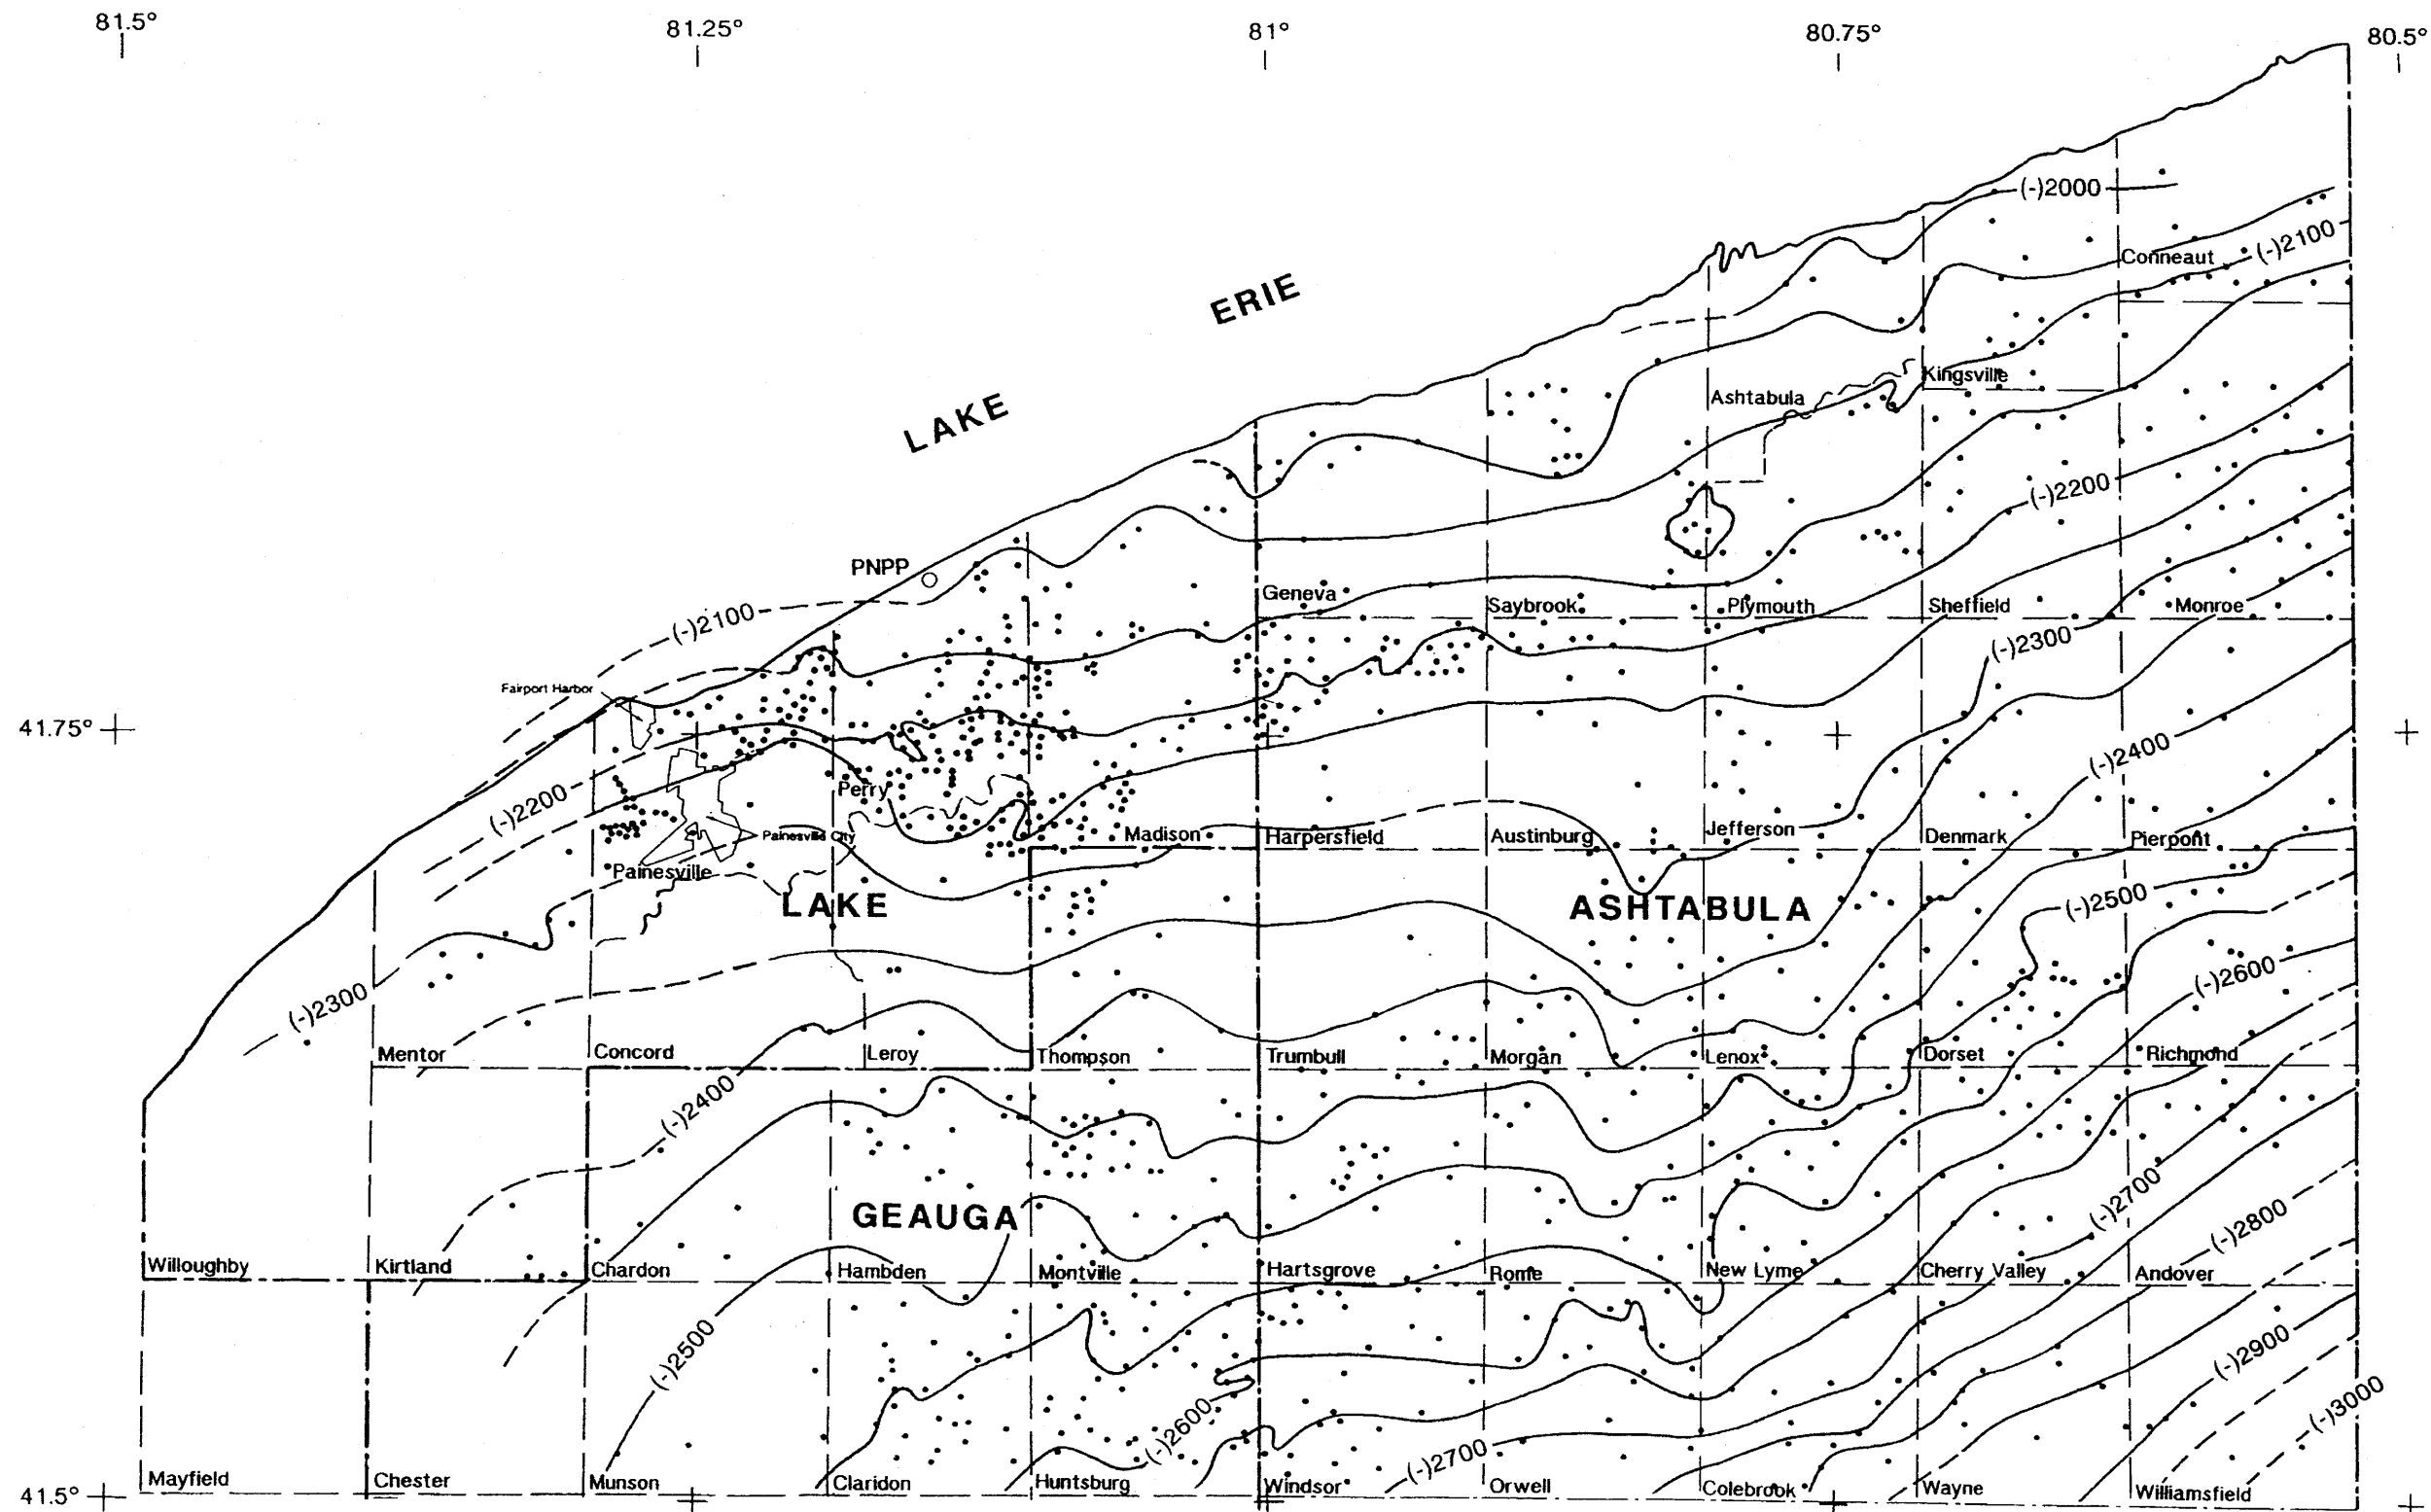 81.5°
81.25°
81°
80.75°
80.5°
(-)2000
(-)2100
Conneaut
ERIE
LAKE
Kingsville
Ashtabula
(-)2200
PNPP
Geneva
Saybrook
Plymouth
Sheffield
Monroe
(-)2100
(-)2300
Fairport Harbor
41.75°
(-)2400
(-)2200
Perry
Painesville City
Madison
Harpersfield
Austinburg
Jefferson
Denmark
Pierpont
Painesville
LAKE
ASHTABULA
(-)2500
(-)2600
(-)2300
Mentor
Concord
Leroy
Thompson
Trumbull
Morgan
Lenox
Dorset
Richmond
(-)2400
(-)2700
GEAUGA
(-)2800
Willoughby
Kirtland
Chardon
Hambden
Montville
Hartsgrove
Rome
New Lyme
Cherry Valley
Andover
(-)2500
(-)2900
(-)2600
(-)3000
(-)2700
41.5°
Mayfield
Chester
Munson
Claridon
Huntsburg
Windsor
Orwell
Colebrook
Wayne
Williamsfield